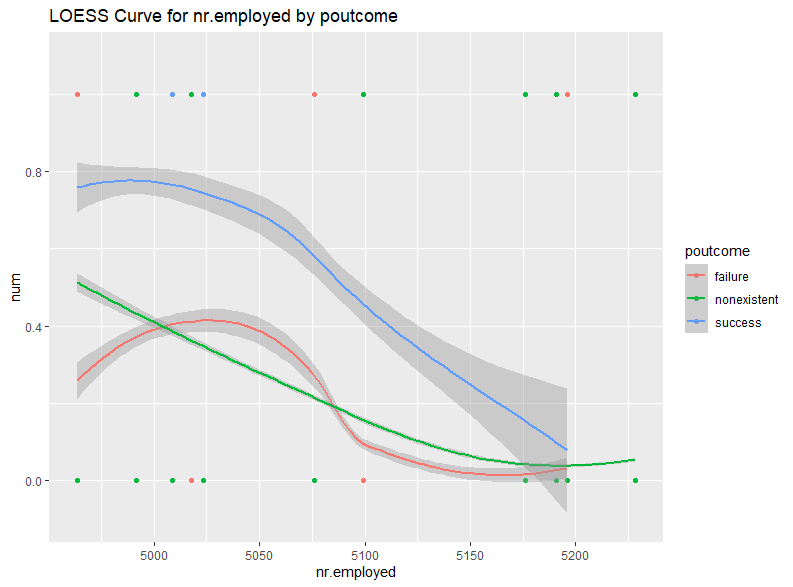 LOESS Curve for nr.employed by poutcome
0.8
0.4
0.0
num
5000 5050 5100 5150 5200
nr.employed
poutcome
failure
nonexistent
success